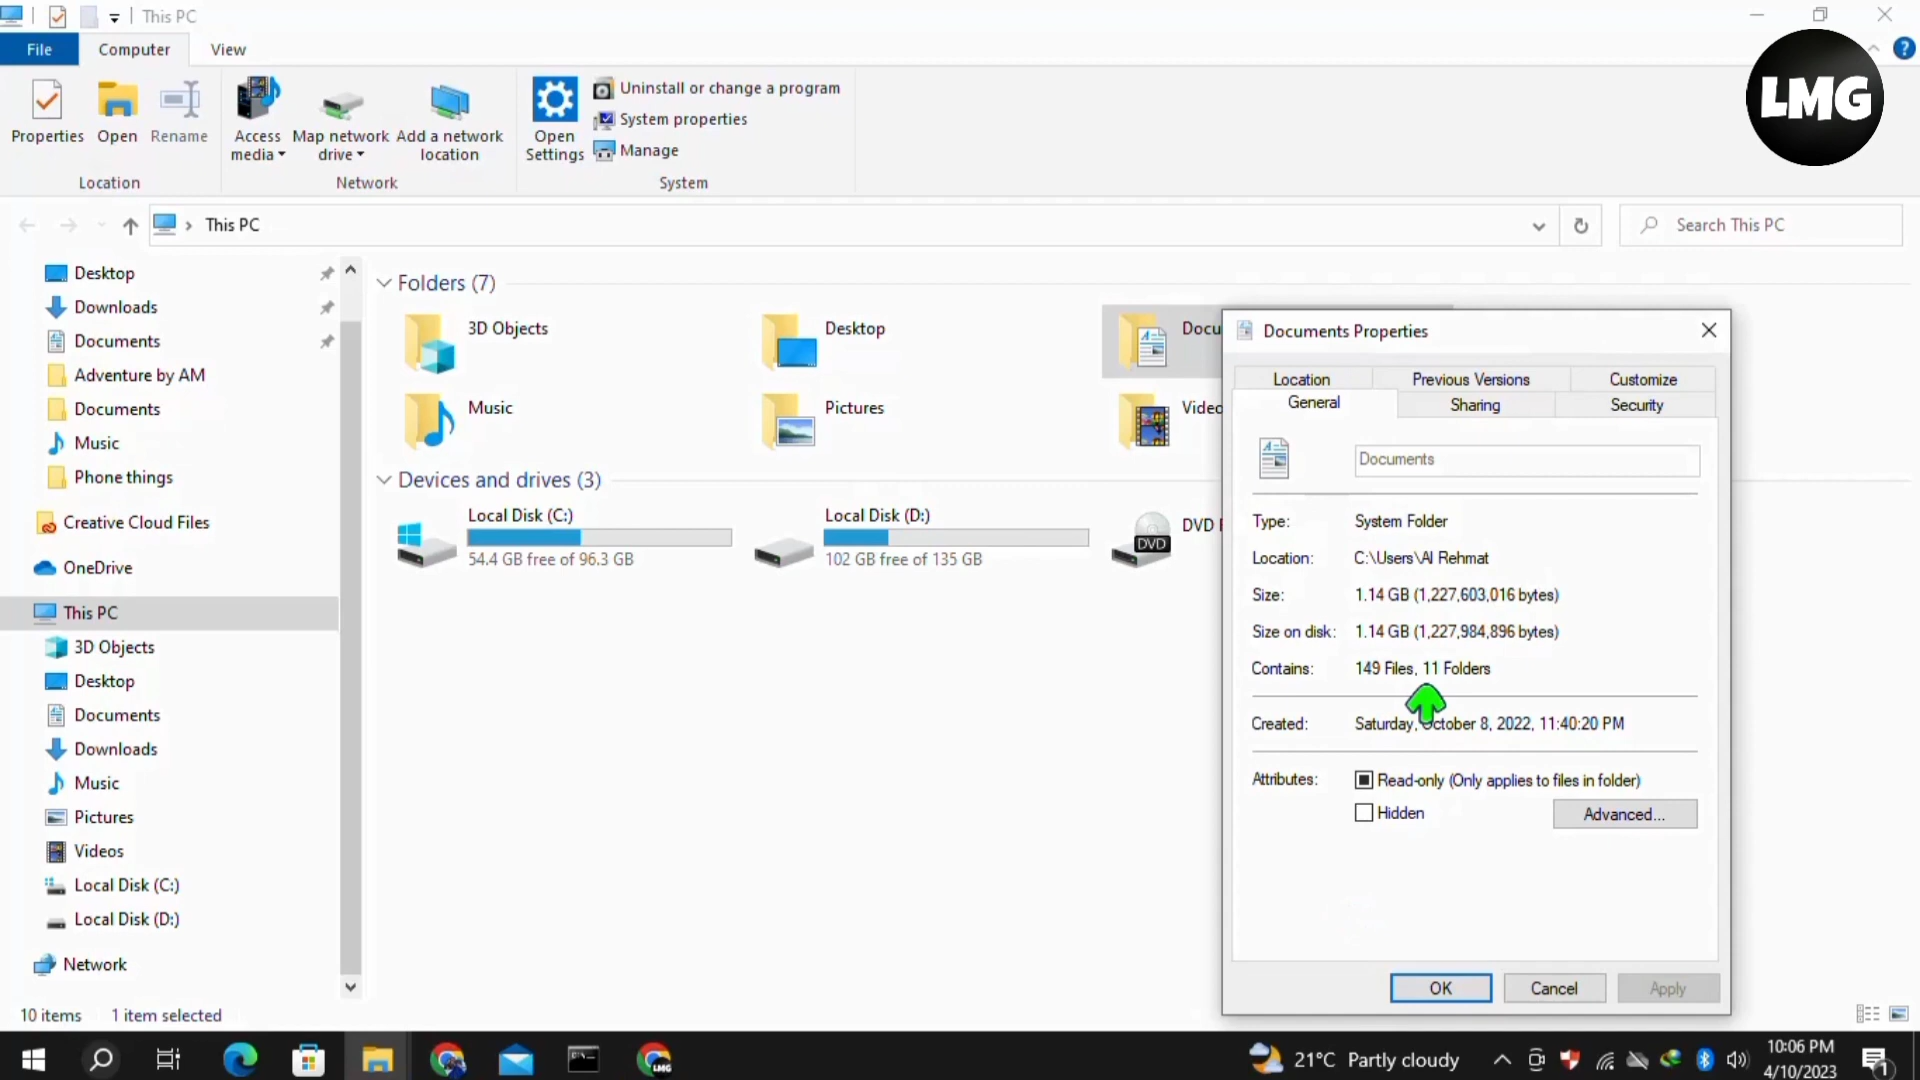 This PC
File
Computer
View
?
LMG
Properties
Open
Rename
Access media
Map network drive
Add a network location
Open Settings
Uninstall or change a program
System properties
Manage
Location
Network
System
This PC
Search This PC
Desktop
Downloads
Documents
Adventure by AM
Documents
Music
Phone things
Creative Cloud Files
OneDrive
This PC
3D Objects
Desktop
Documents
Downloads
Music
Pictures
Videos
Local Disk (C:)
Local Disk (D:)
Network
Folders (7)
3D Objects
Desktop
Docu
Music
Pictures
Video
Devices and drives (3)
Local Disk (C:)
54.4 GB free of 96.3 GB
Local Disk (D:)
102 GB free of 135 GB
DVD
DVD
Documents Properties
Location
Previous Versions
Customize
General
Sharing
Security
Documents
Type: System Folder
Location: C:\Users\Al Rehmat
Size: 1.14 GB (1,227,603,016 bytes)
Size on disk: 1.14 GB (1,227,984,896 bytes)
Contains: 149 Files, 11 Folders
Created: Saturday, October 8, 2022, 11:40:20 PM
Attributes: Read-only (Only applies to files in folder)
Hidden
Advanced...
OK
Cancel
Apply
10 items
1 item selected
LMG
21°C Partly cloudy
10:06 PM
4/10/2023
1